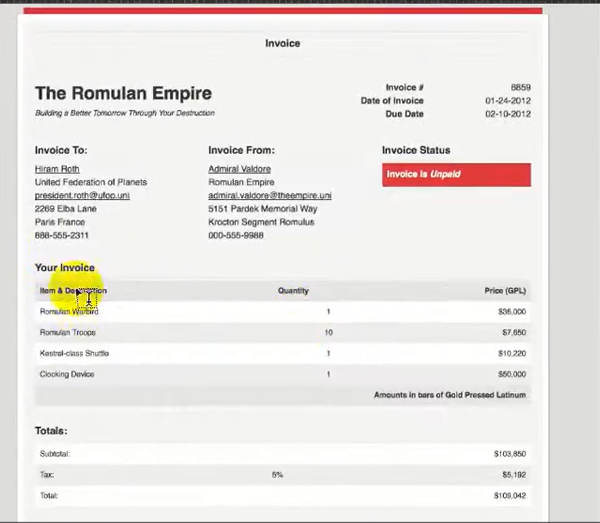 Invoice
The Romulan Empire
Building a Better Tomorrow Through Your Destruction
Invoice # 8859
Date of Invoice 01-24-2012
Due Date 02-10-2012
Invoice To:
Hiram Roth
United Federation of Planets
president.roth@ufop.uni
2269 Elba Lane
Paris France
888-555-2311
Invoice From:
Admiral Valdore
Romulan Empire
admiral.valdore@theempire.uni
5151 Pardek Memorial Way
Krocton Segment Romulus
000-555-9988
Invoice Status
Invoice is Unpaid
Your Invoice
Item & Description Quantity Price (GPL)
Romulan Warbird 1 $36,000
Romulan Troops 10 $7,650
Kestral-class Shuttle 1 $10,220
Clocking Device 1 $50,000
Amounts in bars of Gold Pressed Latinum
Totals:
Subtotal: $103,850
Tax: 5% $5,192
Total: $109,042